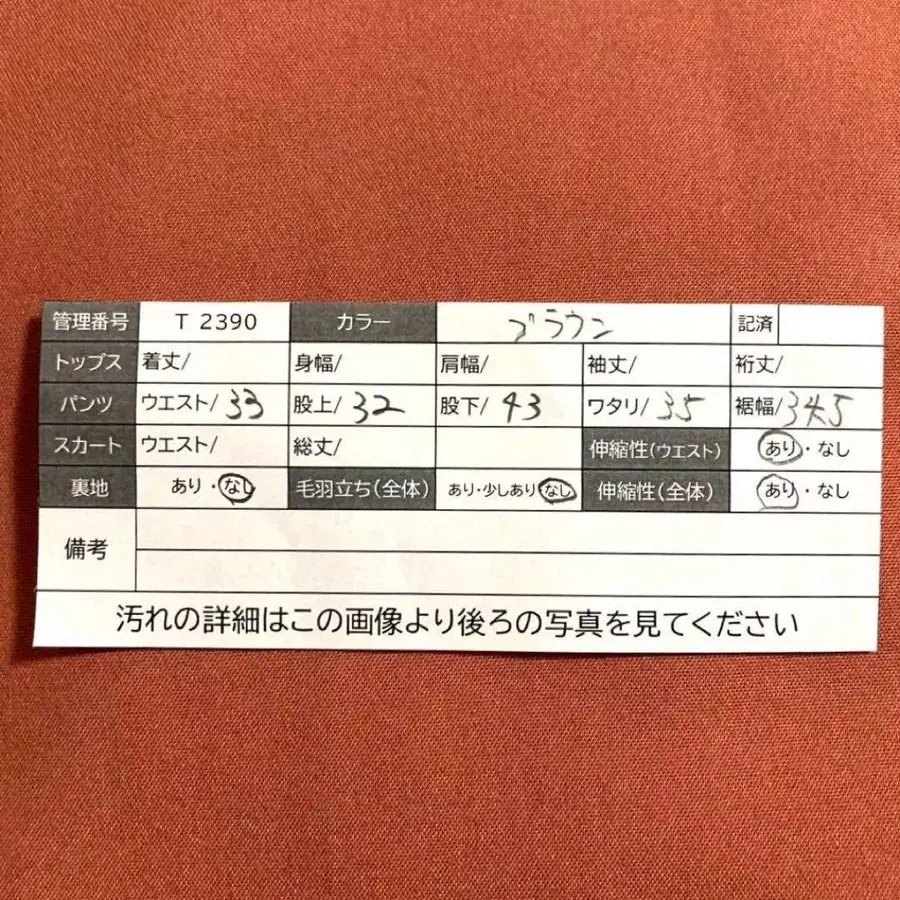 管理番号 T 2390 カラー ブラウン 記済
トップス 着丈/ 身幅/ 肩幅/ 袖丈/ 裄丈/
パンツ ウエスト/ 33 股上/ 32 股下/ 43 ワタリ/ 35 裾幅/ 34.5
スカート ウエスト/ 総丈/ 伸縮性(ウエスト) あり・なし
裏地 あり・なし 毛羽立ち(全体) あり・少しあり・なし 伸縮性(全体) あり・なし
備考
汚れの詳細はこの画像より後ろの写真を見てください